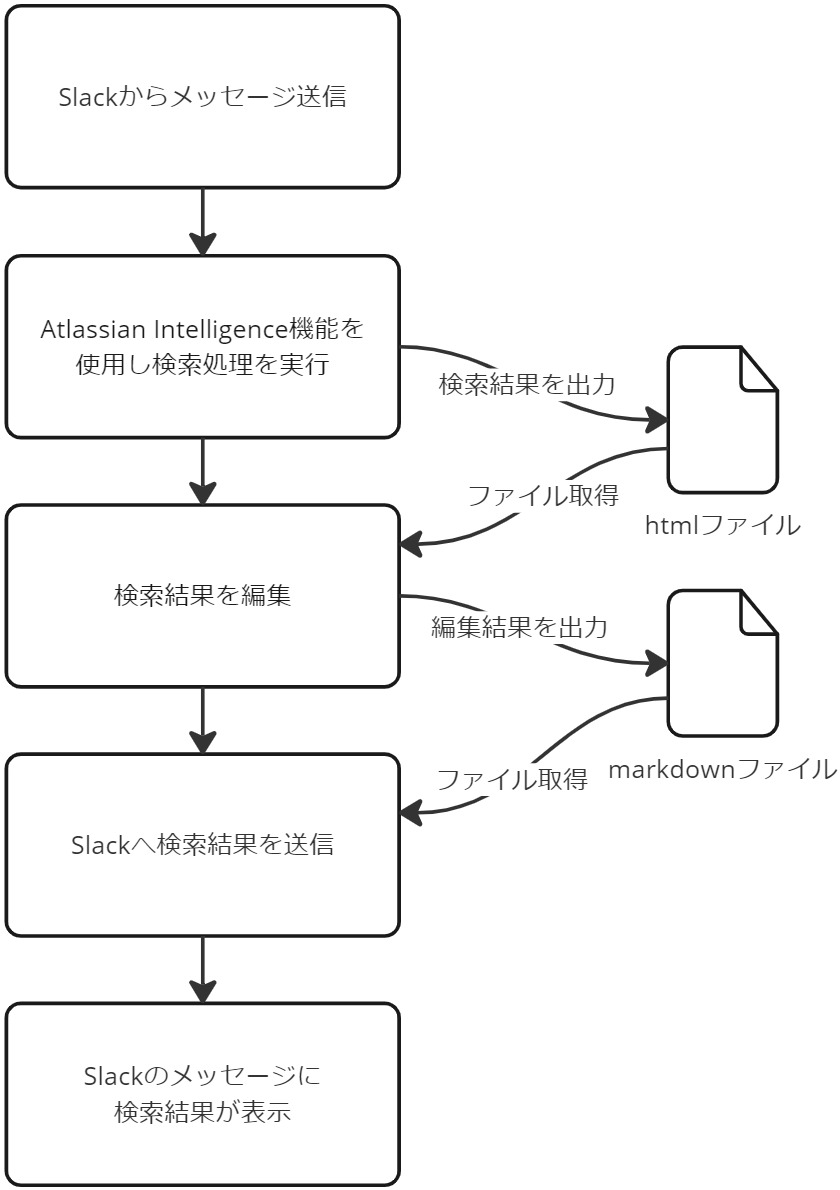 Slackからメッセージ送信
Atlassian Intelligence機能を
使用し検索処理を実行
検索結果を出力
ファイル取得
htmlファイル
検索結果を編集
編集結果を出力
ファイル取得
markdownファイル
Slackへ検索結果を送信
Slackのメッセージに
検索結果が表示